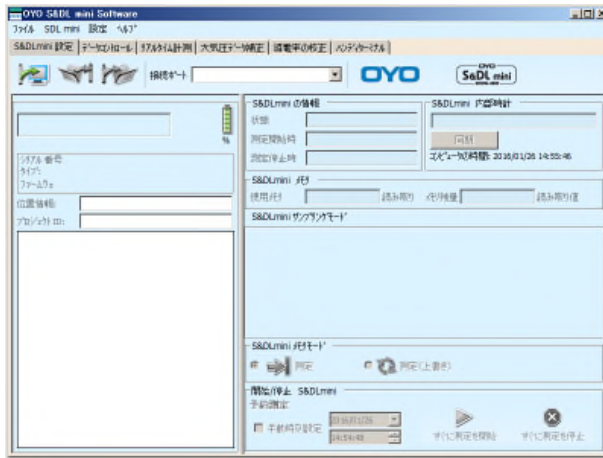 OYO S&DL mini Software
ファイル SDL mini 設定 ヘルプ
S&DLmini 設定 データコントロール リアルタイム計測 大気圧データ補正 導電率の校正 ハンディターミナル
接続ポート
OYO
OYO
S&DL mini
%
シリアル 番号
タイプ:
ファームウェ
位置情報:
プロジェクト ID:
S&DLmini の情報
状態
測定開始時
測定停止時
S&DLmini 内部時計
同期
コンピュータの時間: 2016/01/26 14:55:46
S&DLmini メモリ
使用メモリ 読み取り メモリ残量 読み取り値
S&DLmini サンプリングモード
S&DLmini メモリモード
測定 測定(上書き)
開始/停止 S&DLmini
予約測定:
手動時刻設定
2016/01/26
14:54:48
すぐに測定を開始 すぐに測定を停止